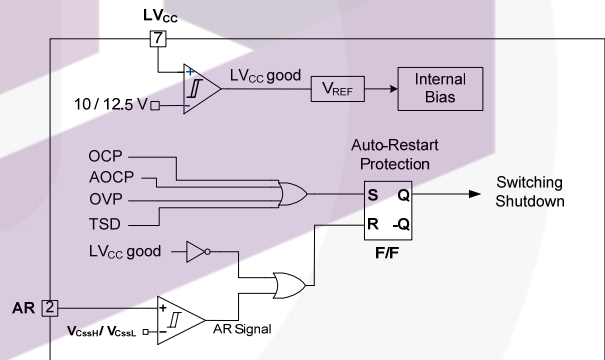 LVCC
7
LVCC good
VREF
Internal
Bias
10 / 12.5 V
+
-
Auto-Restart
Protection
OCP
AOCP
OVP
TSD
S Q
R -Q
F/F
Switching
Shutdown
LVCC good
AR 2
+
-
VCssH / VCssL
AR Signal